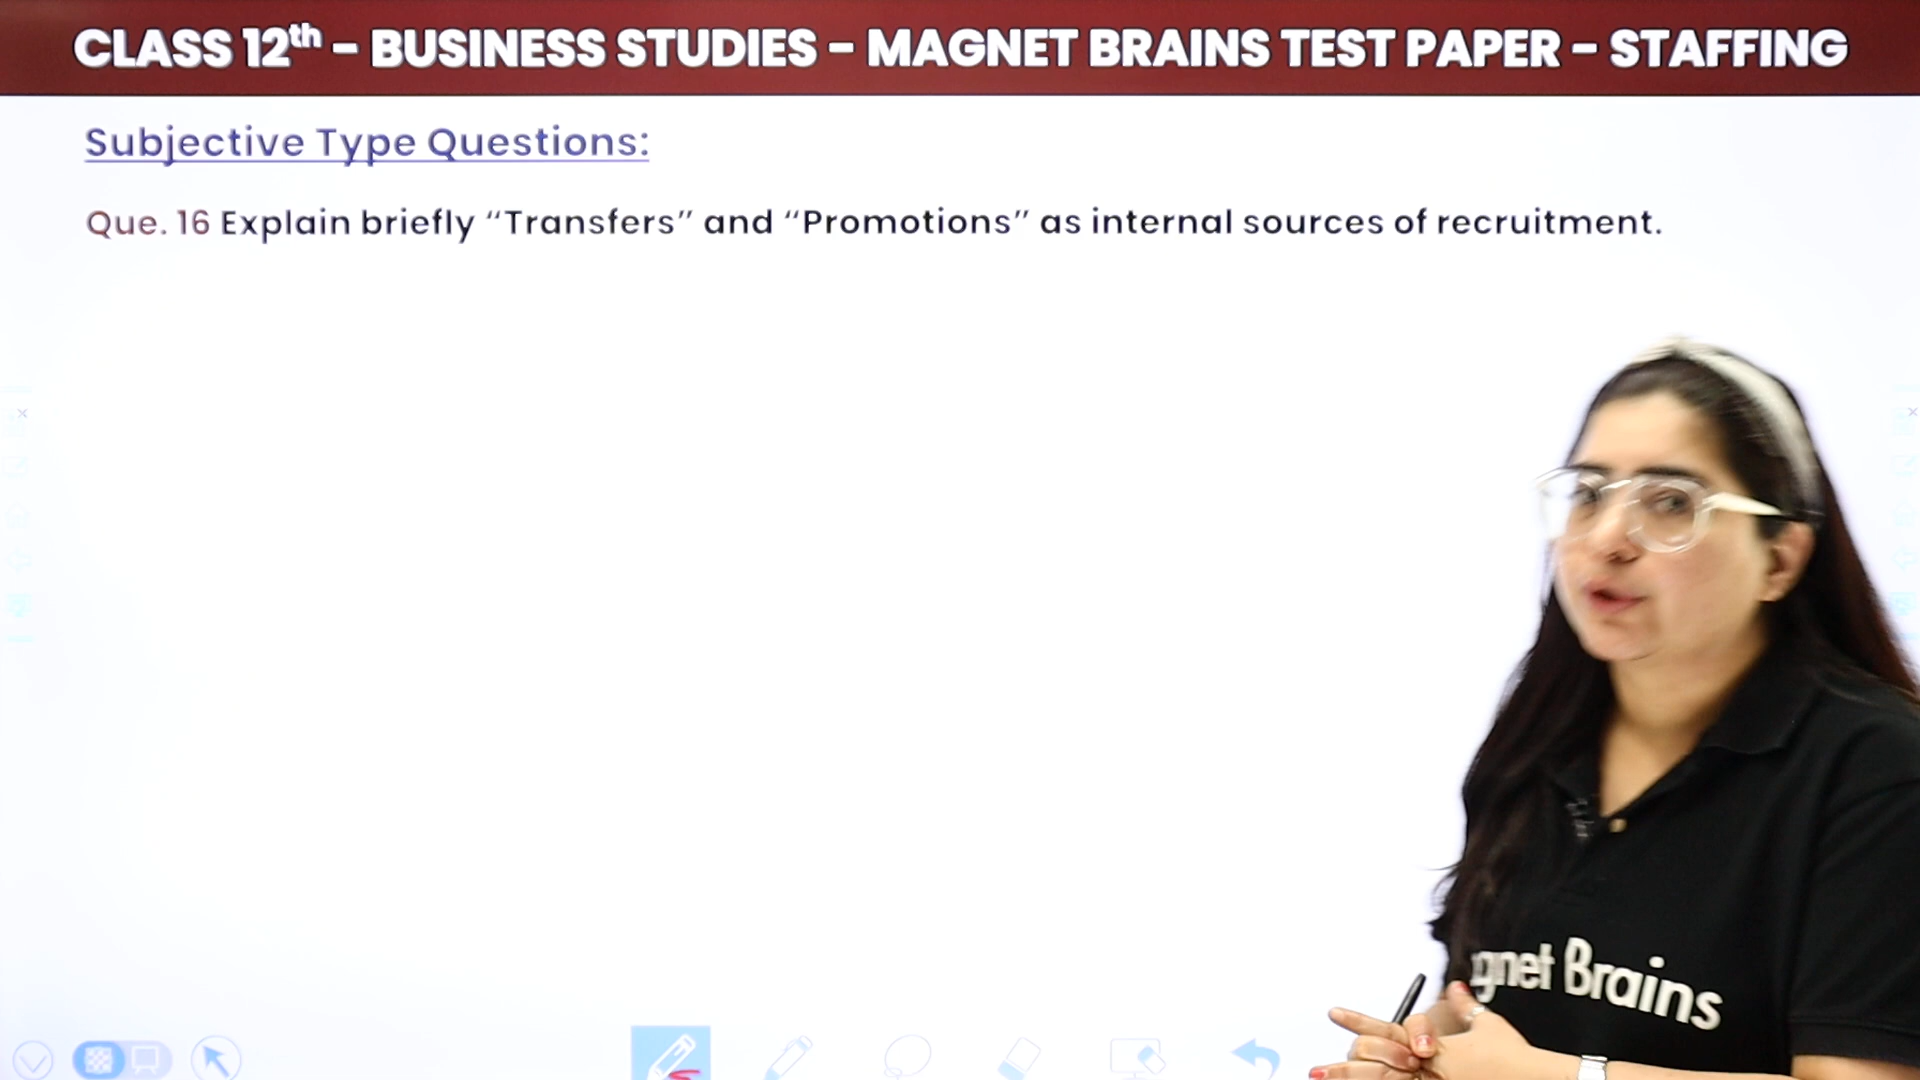 CLASS 12th – BUSINESS STUDIES – MAGNET BRAINS TEST PAPER – STAFFING
Subjective Type Questions:
Que. 16 Explain briefly “Transfers” and “Promotions” as internal sources of recruitment.
gnet Brains